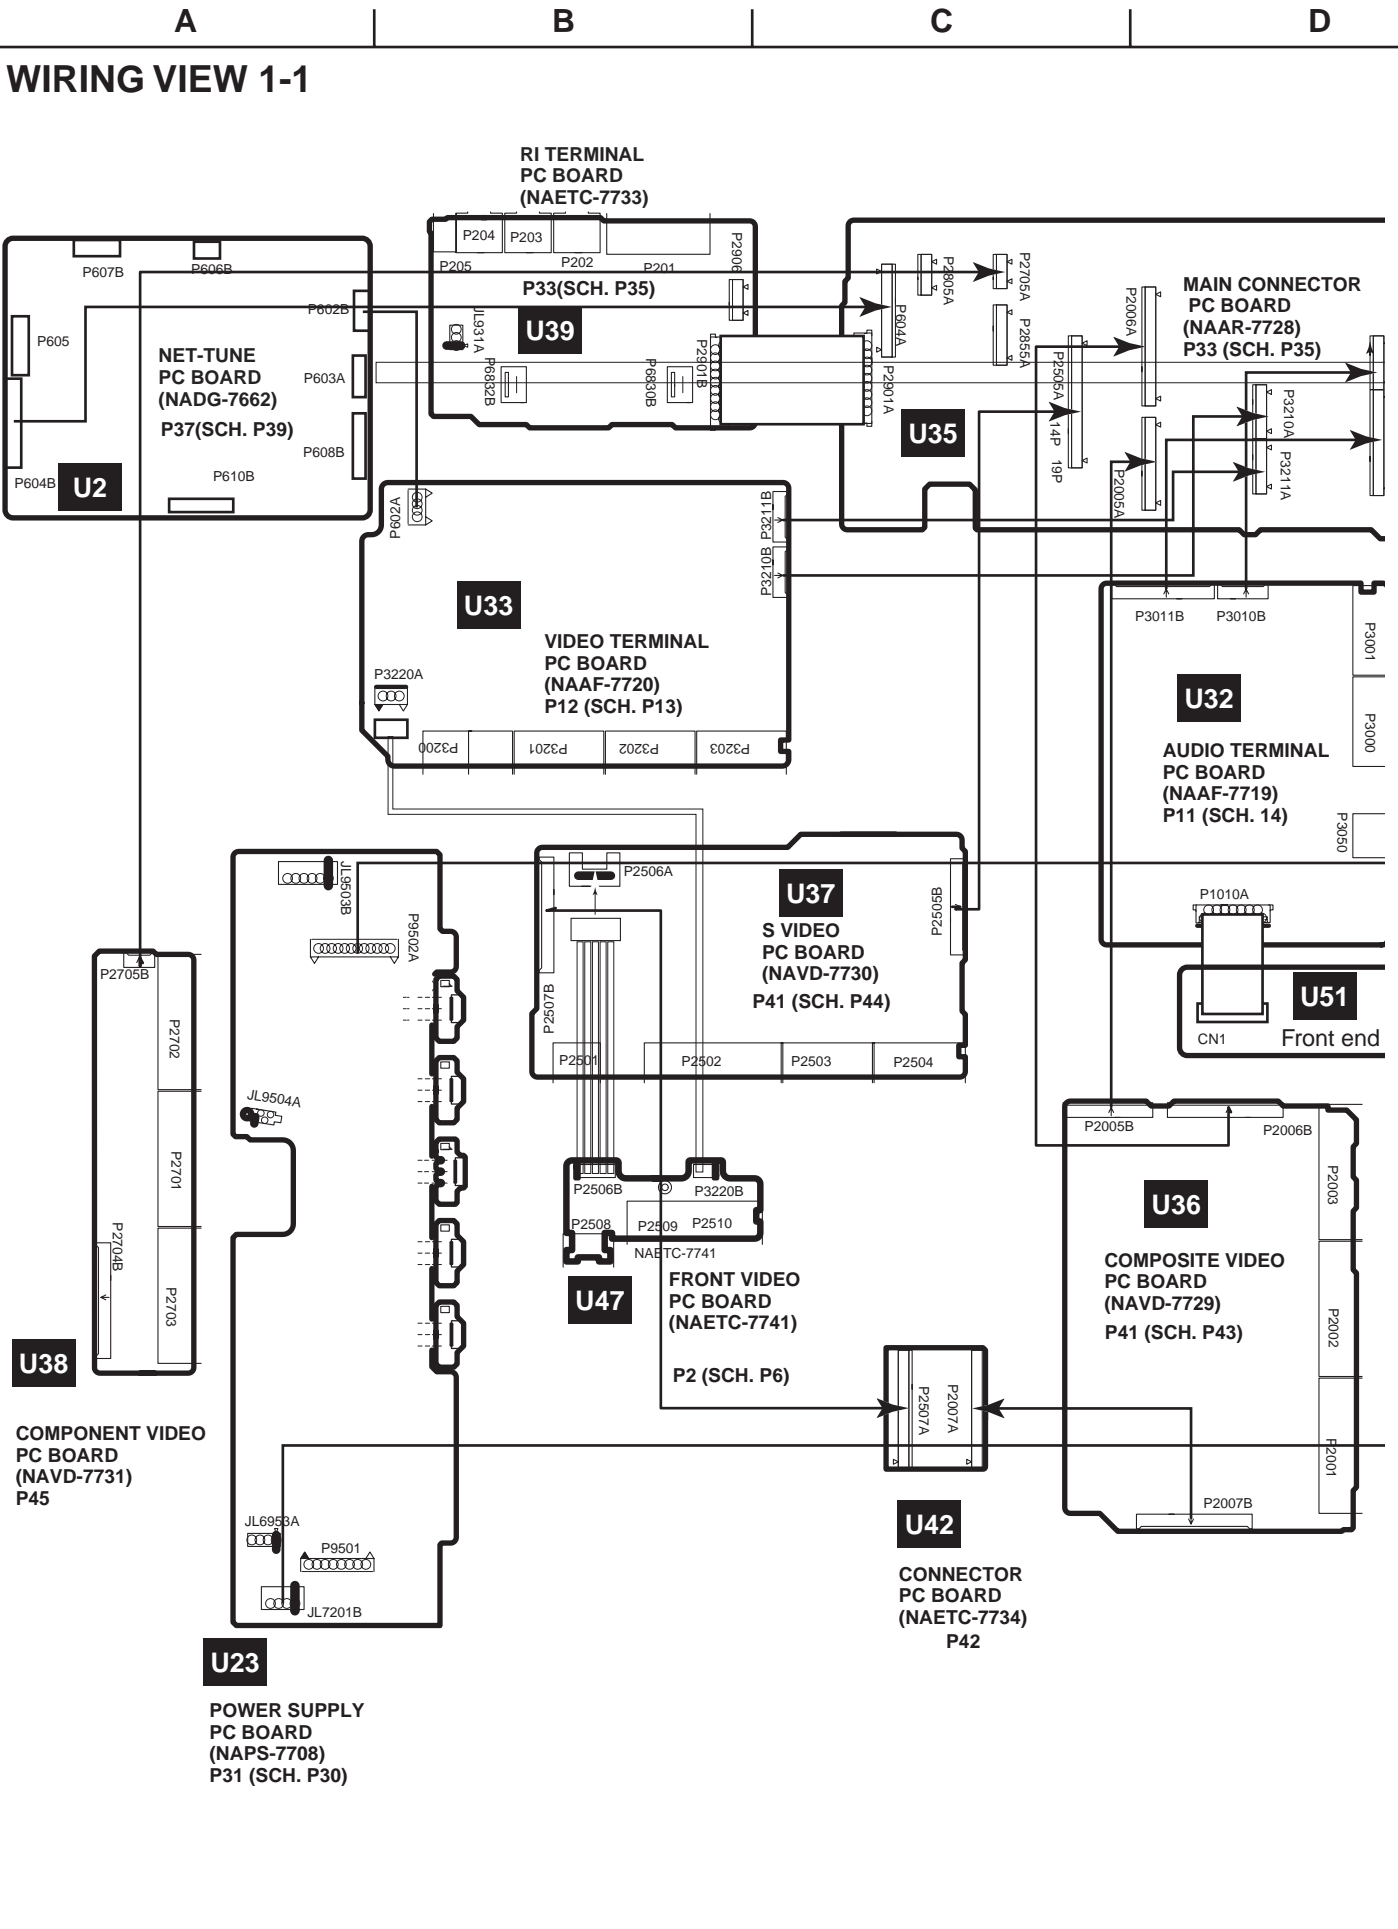 A
B
C
D
WIRING VIEW 1-1
RI TERMINAL
PC BOARD
(NAETC-7733)
P204
P203
P205
P202
P201
P2906
P33(SCH. P35)
U39
JL931A
P6832B
P6830B
P2901B
P607B
P606B
P602B
P605
NET-TUNE
PC BOARD
(NADG-7662)
P37(SCH. P39)
P603A
P608B
P604B
U2
P610B
P2805A
P2705A
P604A
P2855A
P2901A
P2505A
14P
19P
P2006A
P2005A
MAIN CONNECTOR
PC BOARD
(NAAR-7728)
P33 (SCH. P35)
P3210A
P3211A
U35
P602A
P3211B
P3210B
U33
VIDEO TERMINAL
PC BOARD
(NAAF-7720)
P12 (SCH. P13)
P3220A
P3200
P3201
P3202
P3203
P3011B
P3010B
P3001
P3000
U32
AUDIO TERMINAL
PC BOARD
(NAAF-7719)
P11 (SCH. 14)
P3050
P1010A
U51
CN1
Front end
JL9503B
P9502A
P2506A
U37
P2505B
S VIDEO
PC BOARD
(NAVD-7730)
P41 (SCH. P44)
P2507B
P2501
P2502
P2503
P2504
P2705B
P2702
JL9504A
P2701
P2704B
P2703
U38
COMPONENT VIDEO
PC BOARD
(NAVD-7731)
P45
P2506B
P3220B
P2508
P2509
P2510
NAETC-7741
U47
FRONT VIDEO
PC BOARD
(NAETC-7741)
P2 (SCH. P6)
P2005B
P2006B
P2003
U36
COMPOSITE VIDEO
PC BOARD
(NAVD-7729)
P41 (SCH. P43)
P2002
P2001
P2507A
P2007A
P2007B
U42
CONNECTOR
PC BOARD
(NAETC-7734)
P42
JL6953A
P9501
JL7201B
U23
POWER SUPPLY
PC BOARD
(NAPS-7708)
P31 (SCH. P30)